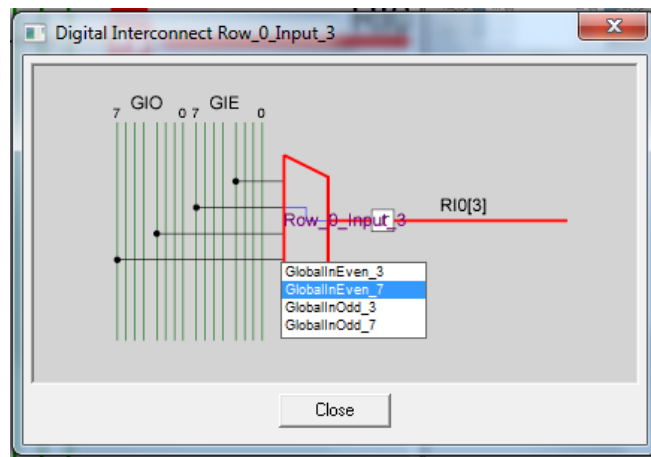 Digital Interconnect Row_0_Input_3
GIO GIE
7 0 7 0
RI0[3]
Row_0_Input_3
GlobalInEven_3
GlobalInEven_7
GlobalInOdd_3
GlobalInOdd_7
Close